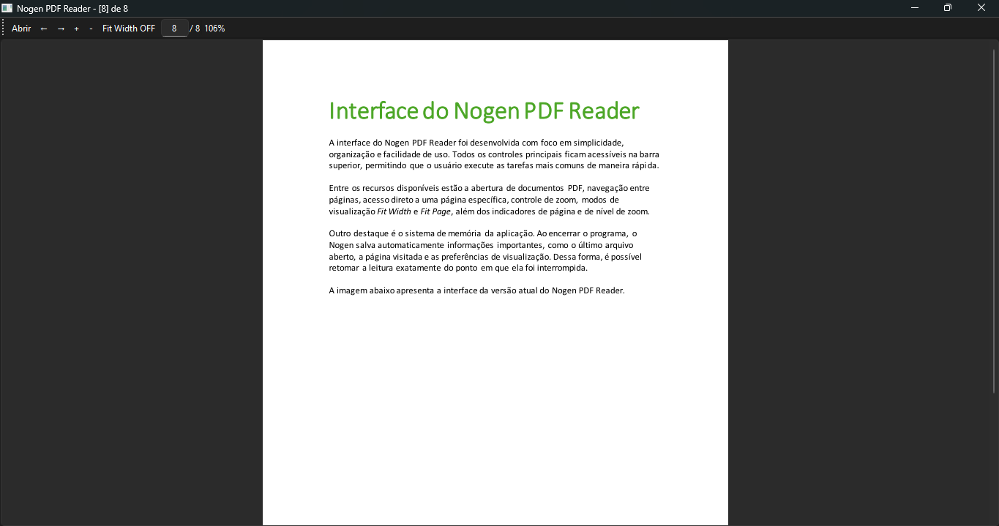 Nogen PDF Reader - [8] de 8
Abrir ← → + - Fit Width OFF 8 / 8 106%
Interface do Nogen PDF Reader
A interface do Nogen PDF Reader foi desenvolvida com foco em simplicidade,
organização e facilidade de uso. Todos os controles principais ficam acessíveis na barra
superior, permitindo que o usuário execute as tarefas mais comuns de maneira rápida.
Entre os recursos disponíveis estão a abertura de documentos PDF, navegação entre
páginas, acesso direto a uma página específica, controle de zoom, modos de
visualização Fit Width e Fit Page, além dos indicadores de página e de nível de zoom.
Outro destaque é o sistema de memória da aplicação. Ao encerrar o programa, o
Nogen salva automaticamente informações importantes, como o último arquivo
aberto, a página visitada e as preferências de visualização. Dessa forma, é possível
retomar a leitura exatamente do ponto em que ela foi interrompida.
A imagem abaixo apresenta a interface da versão atual do Nogen PDF Reader.